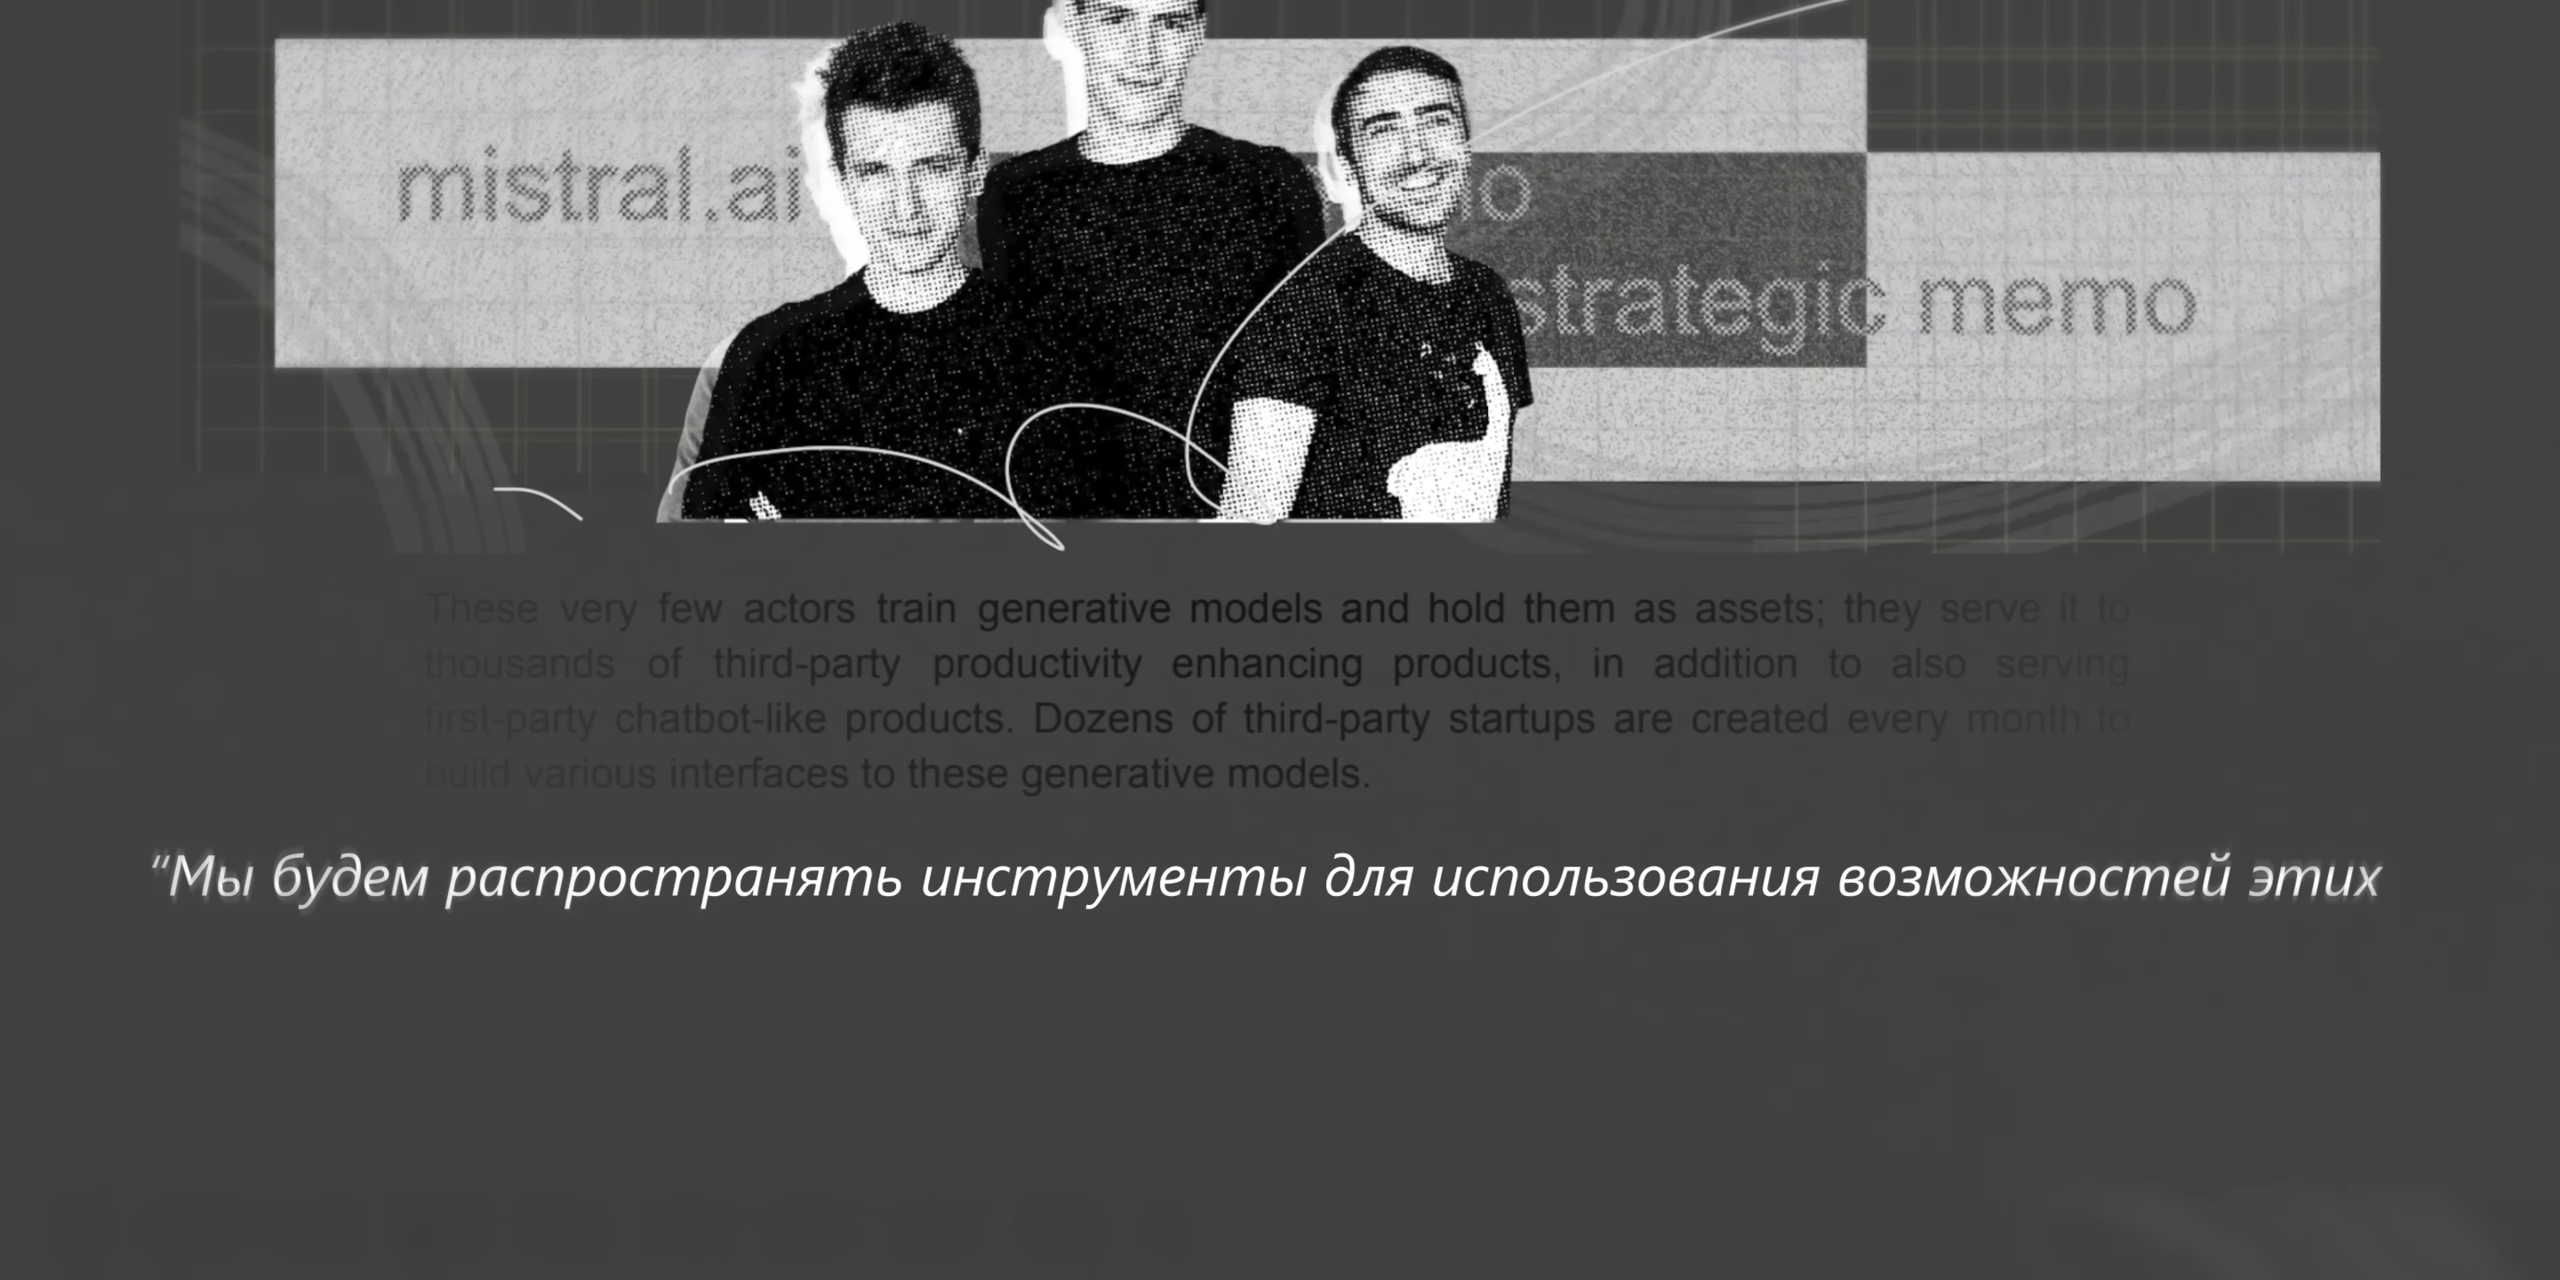 mistral.ai
strategic memo
These very few actors train generative models and hold them as assets; they serve it to
thousands of third-party productivity enhancing products, in addition to also serving
first-party chatbot-like products. Dozens of third-party startups are created every month to
build various interfaces to these generative models.
“Мы будем распространять инструменты для использования возможностей этих